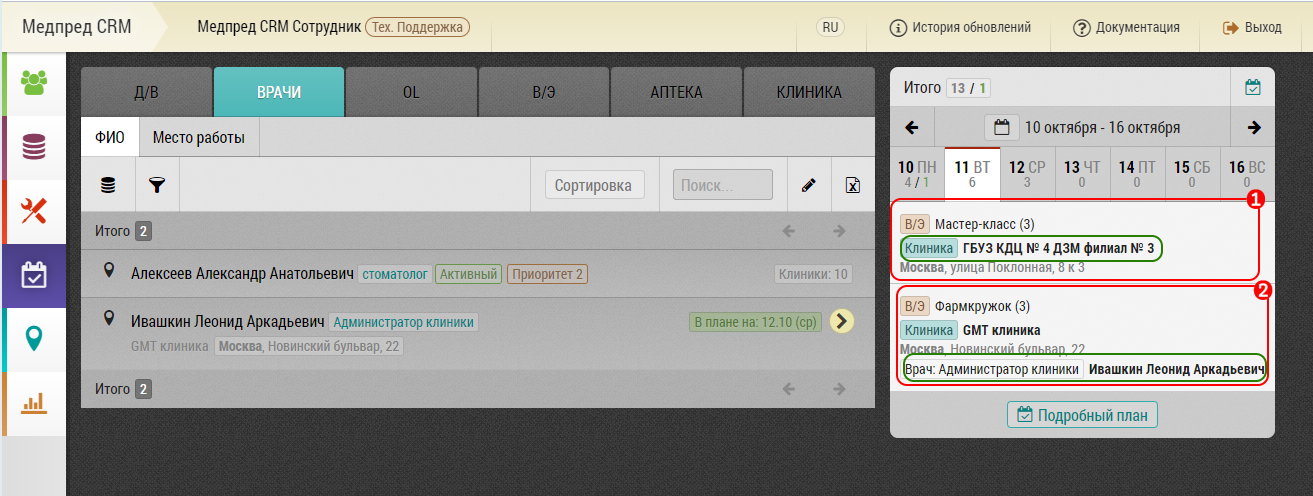 Медпред CRM
Медпред CRM Сотрудник Тех. Поддержка
RU
История обновлений
Документация
Выход
Д/В
ВРАЧИ
OL
В/Э
АПТЕКА
КЛИНИКА
ФИО
Место работы
Сортировка
Поиск...
Итого 2
Алексеев Александр Анатольевич стоматолог Активный Приоритет 2 Клиники: 10
Ивашкин Леонид Аркадьевич Администратор клиники В плане на: 12.10 (ср)
GMT клиника Москва, Новинский бульвар, 22
Итого 2
Итого 13 / 1
10 октября - 16 октября
10 ПН 11 ВТ 12 СР 13 ЧТ 14 ПТ 15 СБ 16 ВС
4 / 1 6 3 0 0 0 0
1
В/Э Мастер-класс (3)
Клиника ГБУЗ КДЦ № 4 ДЗМ филиал № 3
Москва, улица Поклонная, 8 к 3
2
В/Э Фармкружок (3)
Клиника GMT клиника
Москва, Новинский бульвар, 22
Врач: Администратор клиники Ивашкин Леонид Аркадьевич
Подробный план